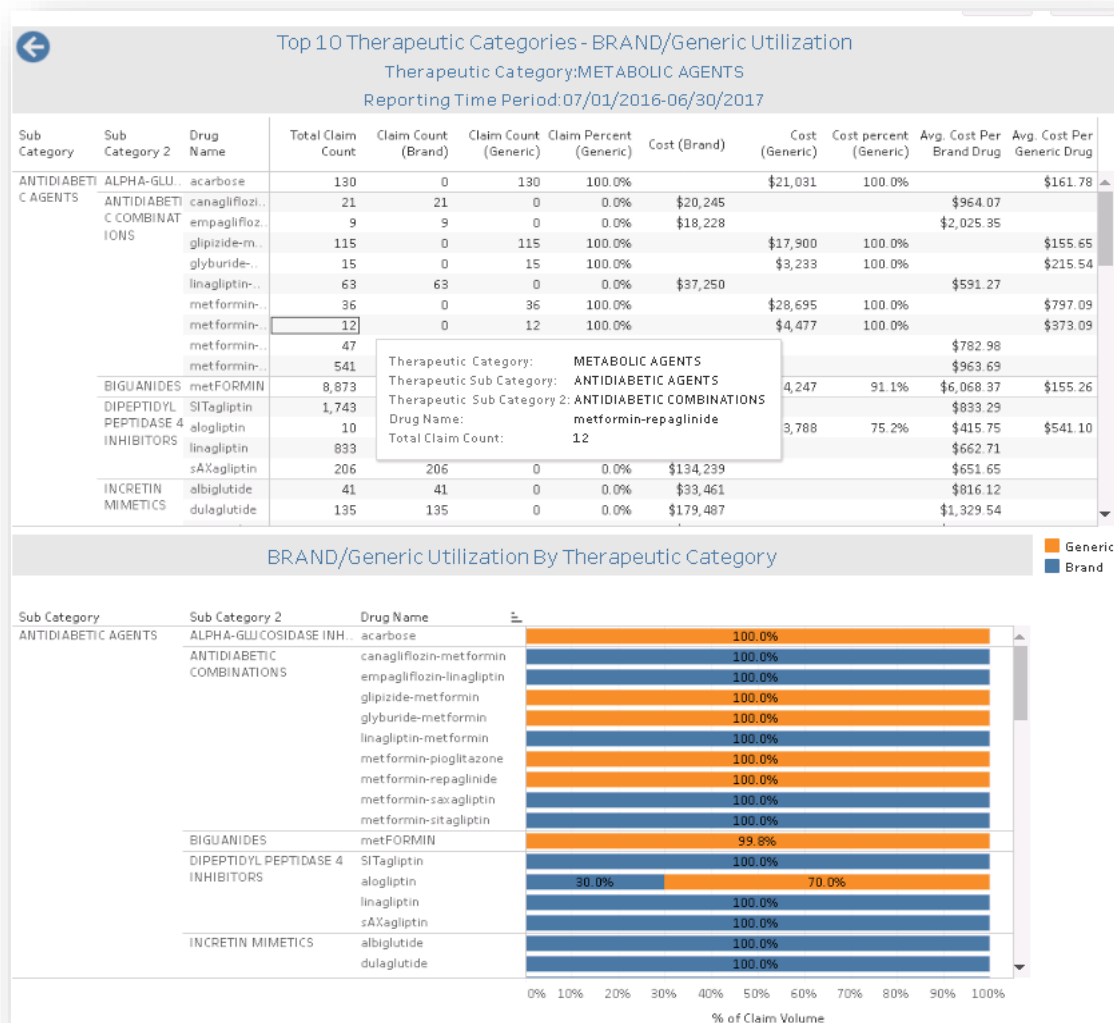 Top 10 Therapeutic Categories - BRAND/Generic Utilization
Therapeutic Category:METABOLIC AGENTS
Reporting Time Period:07/01/2016-06/30/2017
Sub Category Sub Category 2 Drug Name Total Claim Count Claim Count (Brand) Claim Count (Generic) Claim Percent (Generic) Cost (Brand) Cost (Generic) Cost percent (Generic) Avg. Cost Per Brand Drug Avg. Cost Per Generic Drug
ANTIDIABETIC AGENTS ALPHA-GLU.. acarbose 130 0 130 100.0% $21,031 100.0% $161.78
ANTIDIABETIC COMBINATIONS canagliflozi.. 21 21 0 0.0% $20,245 $964.07
empaglifloz.. 9 9 0 0.0% $18,228 $2,025.35
glipizide-m.. 115 0 115 100.0% $17,900 100.0% $155.65
glyburide-.. 15 0 15 100.0% $3,233 100.0% $215.54
linagliptin-.. 63 63 0 0.0% $37,250 $591.27
metformin-.. 36 0 36 100.0% $28,695 100.0% $797.09
metformin-.. 12 0 12 100.0% $4,477 100.0% $373.09
metformin-.. 47 $782.98
metformin-.. 541 $963.69
BIGUANIDES metFORMIN 8,873 4,247 91.1% $6,068.37 $155.26
DIPEPTIDYL PEPTIDASE 4 INHIBITORS SITagliptin 1,743 $833.29
alogliptin 10 3,788 75.2% $415.75 $541.10
linagliptin 833 $662.71
sAXagliptin 206 206 0 0.0% $134,239 $651.65
INCRETIN MIMETICS albiglutide 41 41 0 0.0% $33,461 $816.12
dulaglutide 135 135 0 0.0% $179,487 $1,329.54
Therapeutic Category: METABOLIC AGENTS
Therapeutic Sub Category: ANTIDIABETIC AGENTS
Therapeutic Sub Category 2: ANTIDIABETIC COMBINATIONS
Drug Name: metformin-repaglinide
Total Claim Count: 12
BRAND/Generic Utilization By Therapeutic Category
Generic
Brand
Sub Category Sub Category 2 Drug Name
ANTIDIABETIC AGENTS ALPHA-GLUCOSIDASE INH.. acarbose 100.0%
ANTIDIABETIC COMBINATIONS canagliflozin-metformin 100.0%
empagliflozin-linagliptin 100.0%
glipizide-metformin 100.0%
glyburide-metformin 100.0%
linagliptin-metformin 100.0%
metformin-pioglitazone 100.0%
metformin-repaglinide 100.0%
metformin-saxagliptin 100.0%
metformin-sitagliptin 100.0%
BIGUANIDES metFORMIN 99.8%
DIPEPTIDYL PEPTIDASE 4 INHIBITORS SITagliptin 100.0%
alogliptin 30.0% 70.0%
linagliptin 100.0%
sAXagliptin 100.0%
INCRETIN MIMETICS albiglutide 100.0%
dulaglutide 100.0%
0% 10% 20% 30% 40% 50% 60% 70% 80% 90% 100%
% of Claim Volume